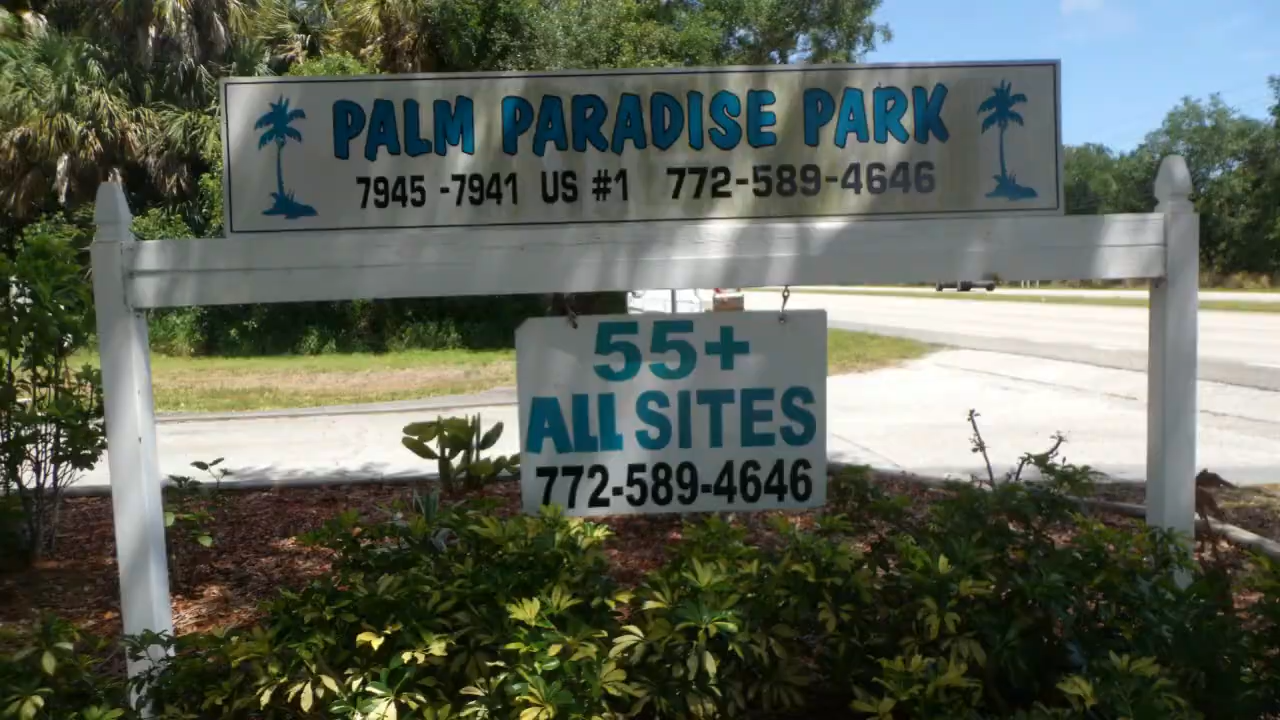 PALM PARADISE PARK
7945 -7941 US #1 772-589-4646
55+
ALL SITES
772-589-4646